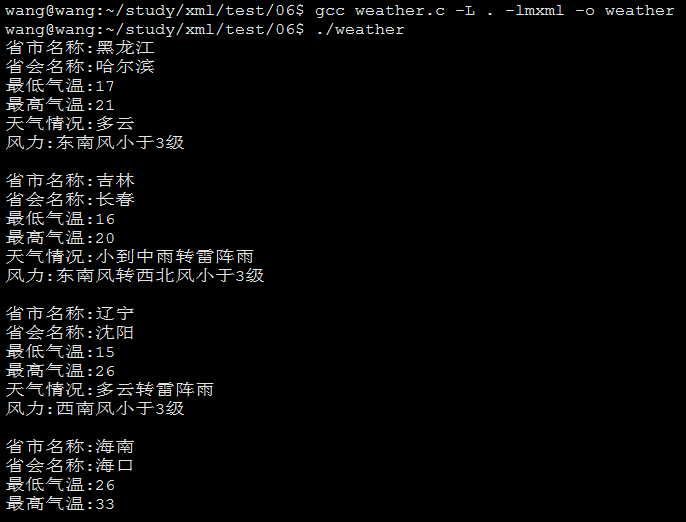 wang@wang:~/study/xml/test/06$ gcc weather.c -L . -lmxml -o weather
wang@wang:~/study/xml/test/06$ ./weather
省市名称:黑龙江
省会名称:哈尔滨
最低气温:17
最高气温:21
天气情况:多云
风力:东南风小于3级

省市名称:吉林
省会名称:长春
最低气温:16
最高气温:20
天气情况:小到中雨转雷阵雨
风力:东南风转西北风小于3级

省市名称:辽宁
省会名称:沈阳
最低气温:15
最高气温:26
天气情况:多云转雷阵雨
风力:西南风小于3级

省市名称:海南
省会名称:海口
最低气温:26
最高气温:33